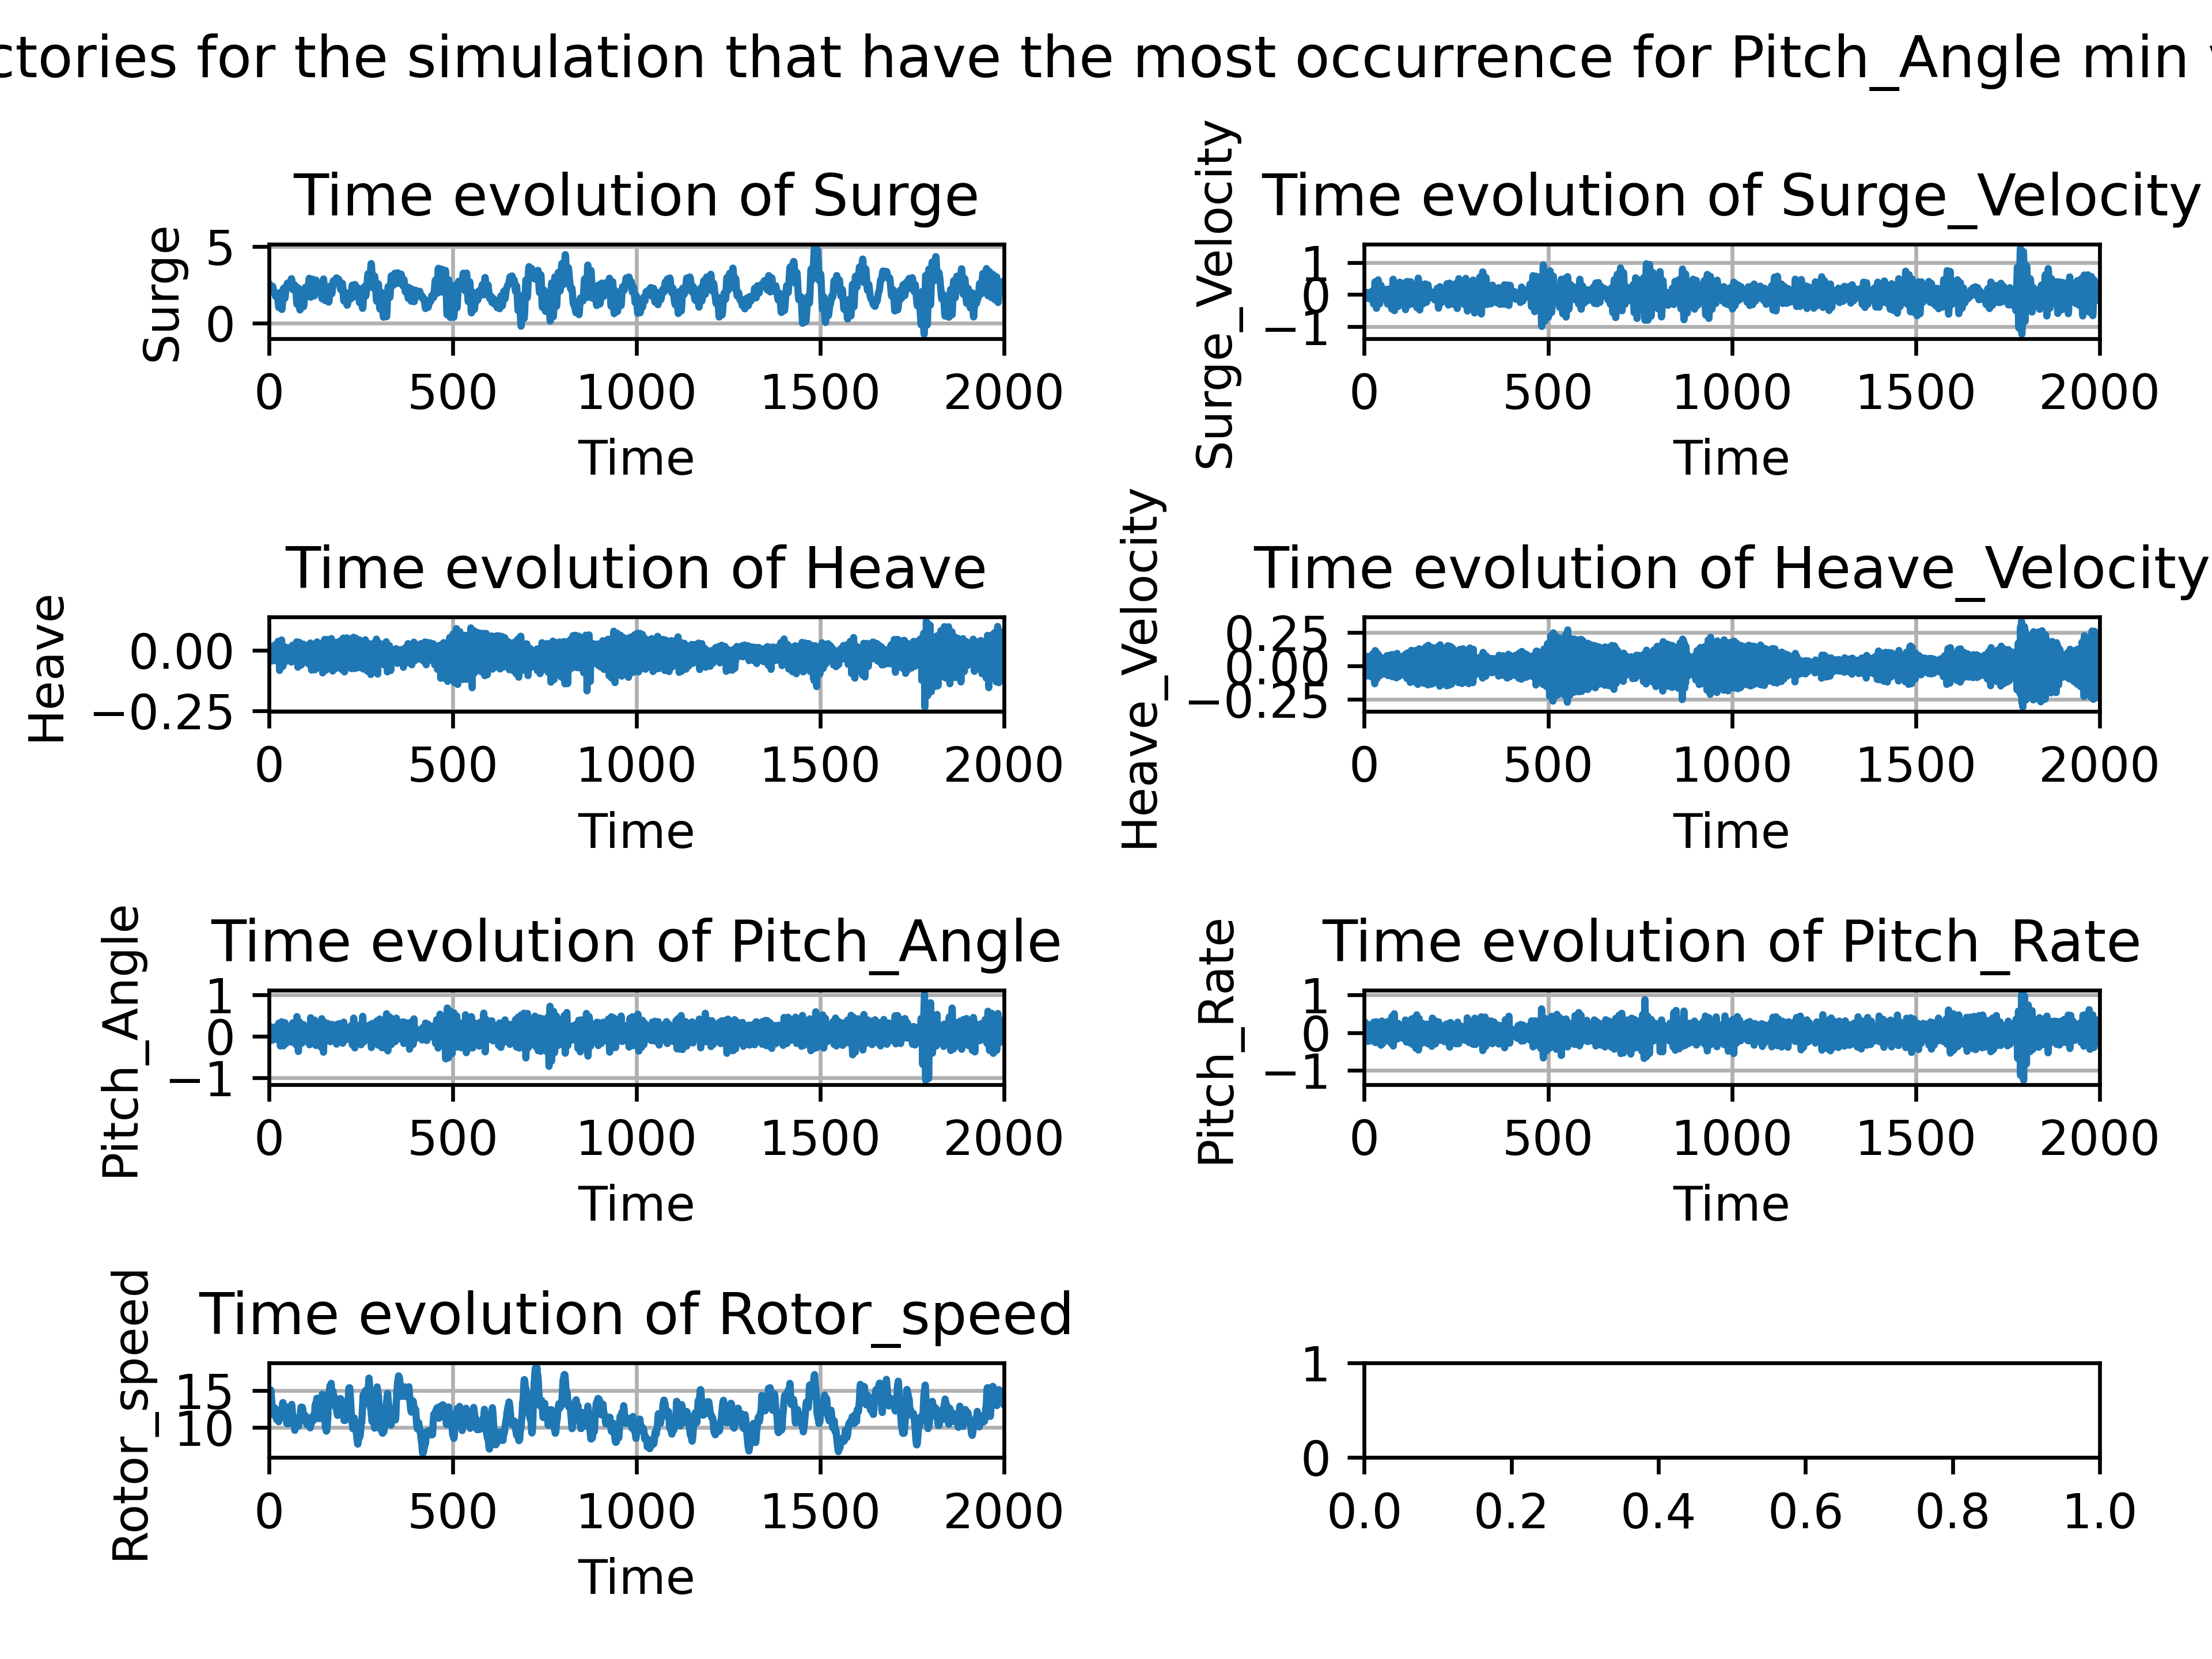 ctories for the simulation that have the most occurrence for Pitch_Angle min
Time evolution of Surge
Surge
5
0
0 500 1000 1500 2000
Time
Time evolution of Surge_Velocity
Surge_Velocity
1
0
−1
0 500 1000 1500 2000
Time
Time evolution of Heave
Heave
0.00
−0.25
0 500 1000 1500 2000
Time
Time evolution of Heave_Velocity
Heave_Velocity
0.25
0.00
−0.25
0 500 1000 1500 2000
Time
Time evolution of Pitch_Angle
Pitch_Angle
1
0
−1
0 500 1000 1500 2000
Time
Time evolution of Pitch_Rate
Pitch_Rate
1
0
−1
0 500 1000 1500 2000
Time
Time evolution of Rotor_speed
Rotor_speed
15
10
0 500 1000 1500 2000
Time
1
0
0.0 0.2 0.4 0.6 0.8 1.0